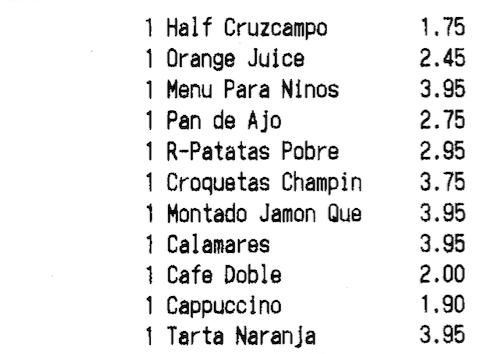 1 Half Cruzcampo 1.75
1 Orange Juice 2.45
1 Menu Para Ninos 3.95
1 Pan de Ajo 2.75
1 R-Patatas Pobre 2.95
1 Croquetas Champin 3.75
1 Montado Jamon Que 3.95
1 Calamares 3.95
1 Cafe Doble 2.00
1 Cappuccino 1.90
1 Tarta Naranja 3.95